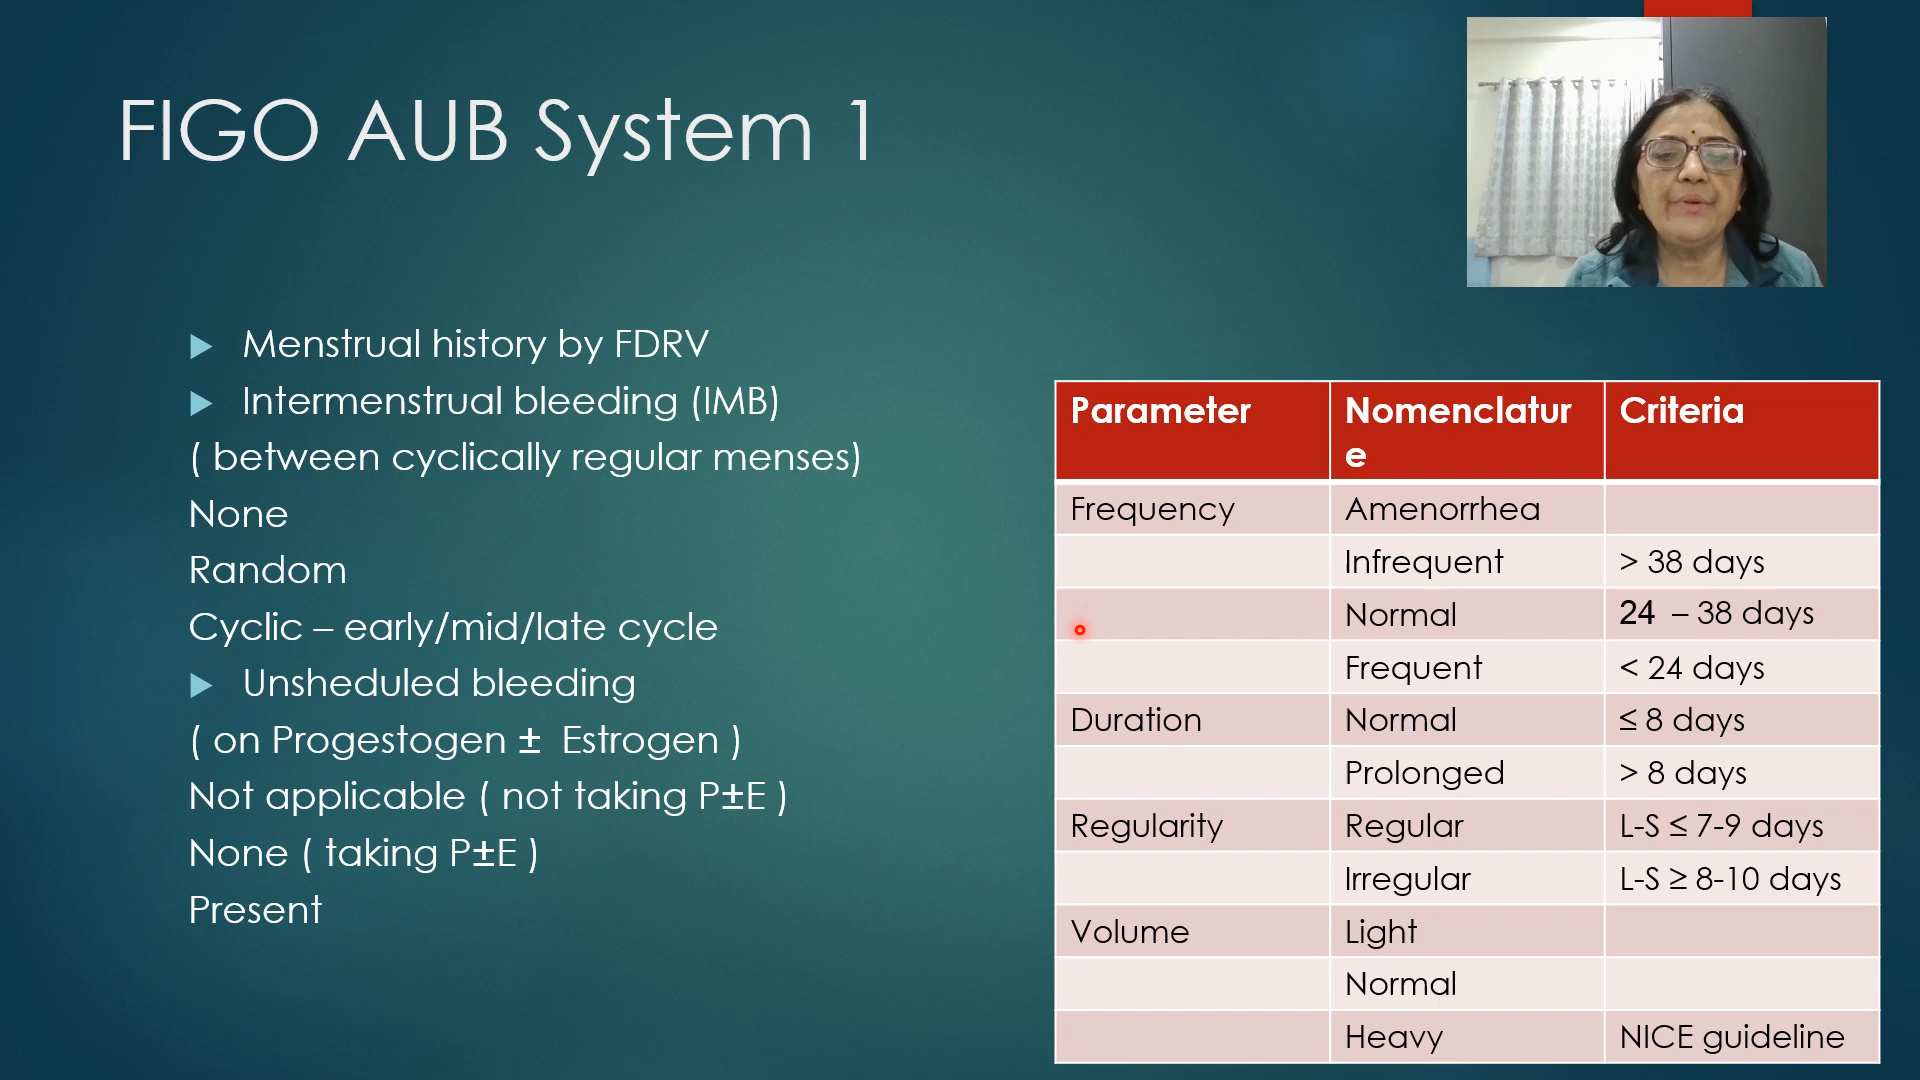 FIGO AUB System 1
Menstrual history by FDRV
Intermenstrual bleeding (IMB)
( between cyclically regular menses)
None
Random
Cyclic – early/mid/late cycle
Unsheduled bleeding
( on Progestogen ± Estrogen )
Not applicable ( not taking P±E )
None ( taking P±E )
Present
Parameter Nomenclatur
e Criteria
Frequency Amenorrhea
Infrequent > 38 days
Normal 24 – 38 days
Frequent < 24 days
Duration Normal ≤ 8 days
Prolonged > 8 days
Regularity Regular L-S ≤ 7-9 days
Irregular L-S ≥ 8-10 days
Volume Light
Normal
Heavy NICE guideline